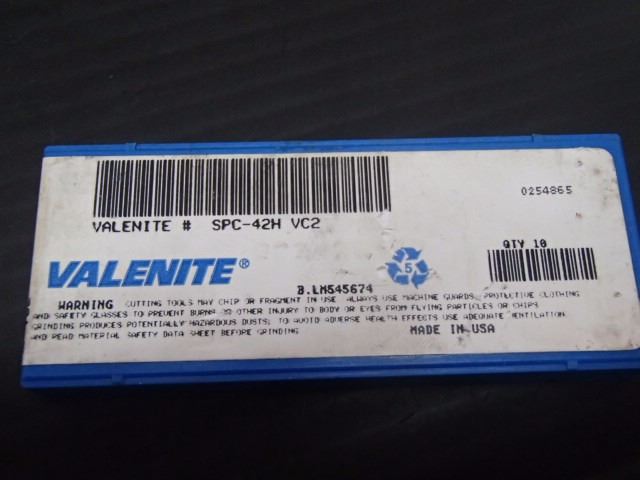 0254865
VALENITE # SPC-42H VC2
QTY 10
VALENITE®
5
B.LM545674
WARNING CUTTING TOOLS MAY CHIP OR FRAGMENT IN USE. ALWAYS USE MACHINE GUARDS, PROTECTIVE CLOTHING
AND SAFETY GLASSES TO PREVENT BURNS OR OTHER INJURY TO BODY OR EYES FROM FLYING PARTICLES OR CHIPS
GRINDING PRODUCES POTENTIALLY HAZARDOUS DUSTS; TO AVOID ADVERSE HEALTH EFFECTS USE ADEQUATE VENTILATION
AND READ MATERIAL SAFETY DATA SHEET BEFORE GRINDING
MADE IN USA